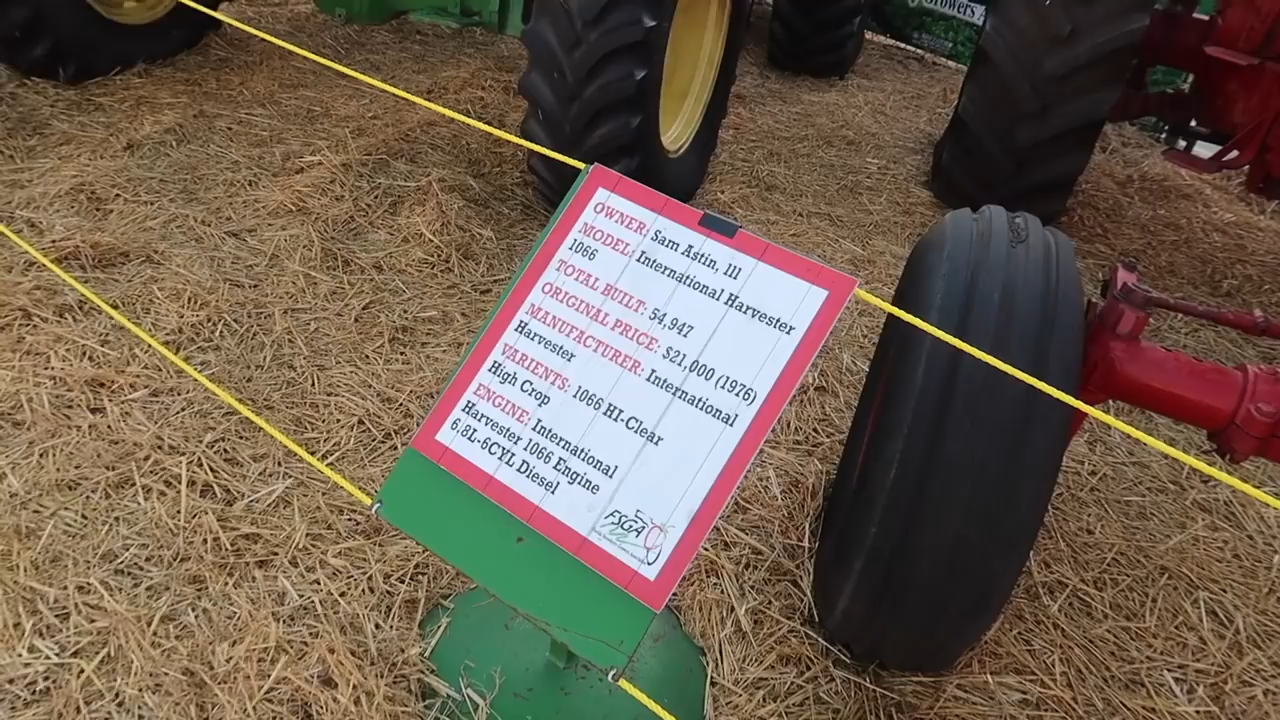 Growers
OWNER: Sam Astin, III
MODEL: International Harvester
1066
TOTAL BUILT: 54,947
ORIGINAL PRICE: $21,000 (1976)
MANUFACTURER: International
Harvester
VARIENTS: 1066 HI-Clear
High Crop
ENGINE: International
Harvester 1066 Engine
6.8L-6CYL Diesel
FSGA